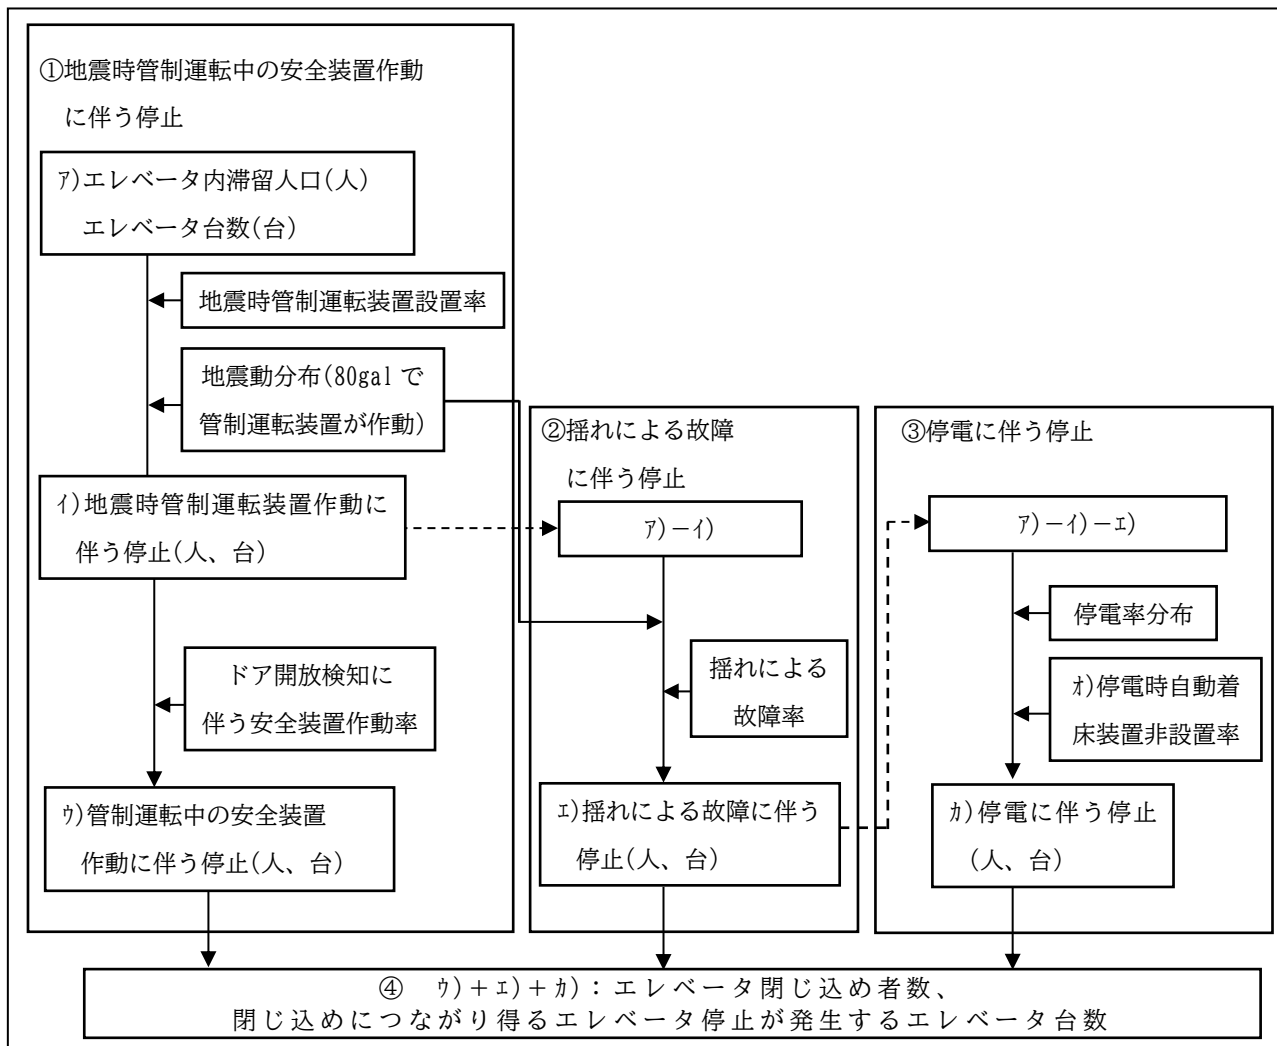 ①地震時管制運転中の安全装置作動
に伴う停止
ｱ)エレベータ内滞留人口(人)
エレベータ台数(台)
地震時管制運転装置設置率
地震動分布(80gal で
管制運転装置が作動)
ｲ)地震時管制運転装置作動に
伴う停止(人、台)
ドア開放検知に
伴う安全装置作動率
ｳ)管制運転中の安全装置
作動に伴う停止(人、台)
②揺れによる故障
に伴う停止
ｱ)－ｲ)
揺れによる
故障率
ｴ)揺れによる故障に伴う
停止(人、台)
③停電に伴う停止
ｱ)－ｲ)－ｴ)
停電率分布
ｵ)停電時自動着
床装置非設置率
ｶ)停電に伴う停止
(人、台)
④　ｳ)＋ｴ)＋ｶ)：エレベータ閉じ込め者数、
閉じ込めにつながり得るエレベータ停止が発生するエレベータ台数